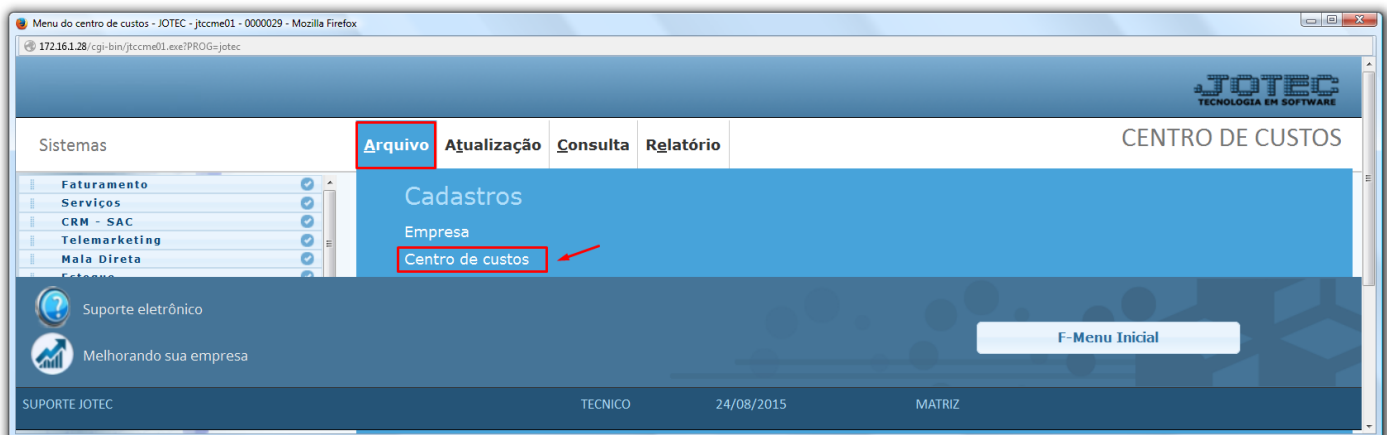 Menu do centro de custos - JOTEC - jtccme01 - 0000029 - Mozilla Firefox
172.16.1.28/cgi-bin/jtccme01.exe?PROG=jotec
JOTEC
TECNOLOGIA EM SOFTWARE
Sistemas
Arquivo Atualização Consulta Relatório
CENTRO DE CUSTOS
Faturamento
Serviços
CRM - SAC
Telemarketing
Mala Direta
Estoque
Cadastros
Empresa
Centro de custos
Suporte eletrônico
Melhorando sua empresa
F-Menu Inicial
SUPORTE JOTEC TECNICO 24/08/2015 MATRIZ